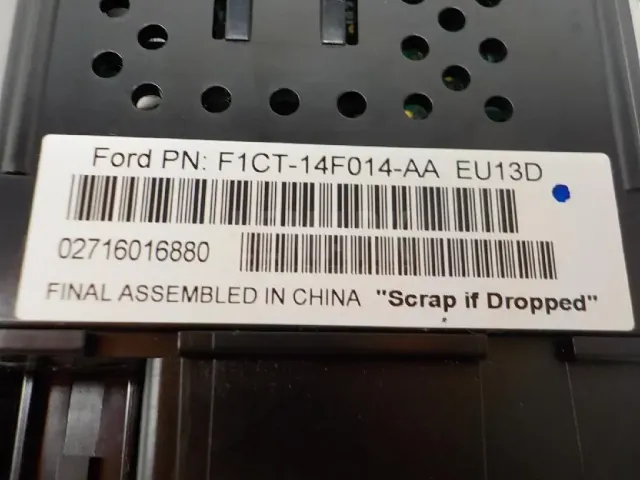 Ford PN: F1CT-14F014-AA EU13D
02716016880
FINAL ASSEMBLED IN CHINA "Scrap if Dropped"